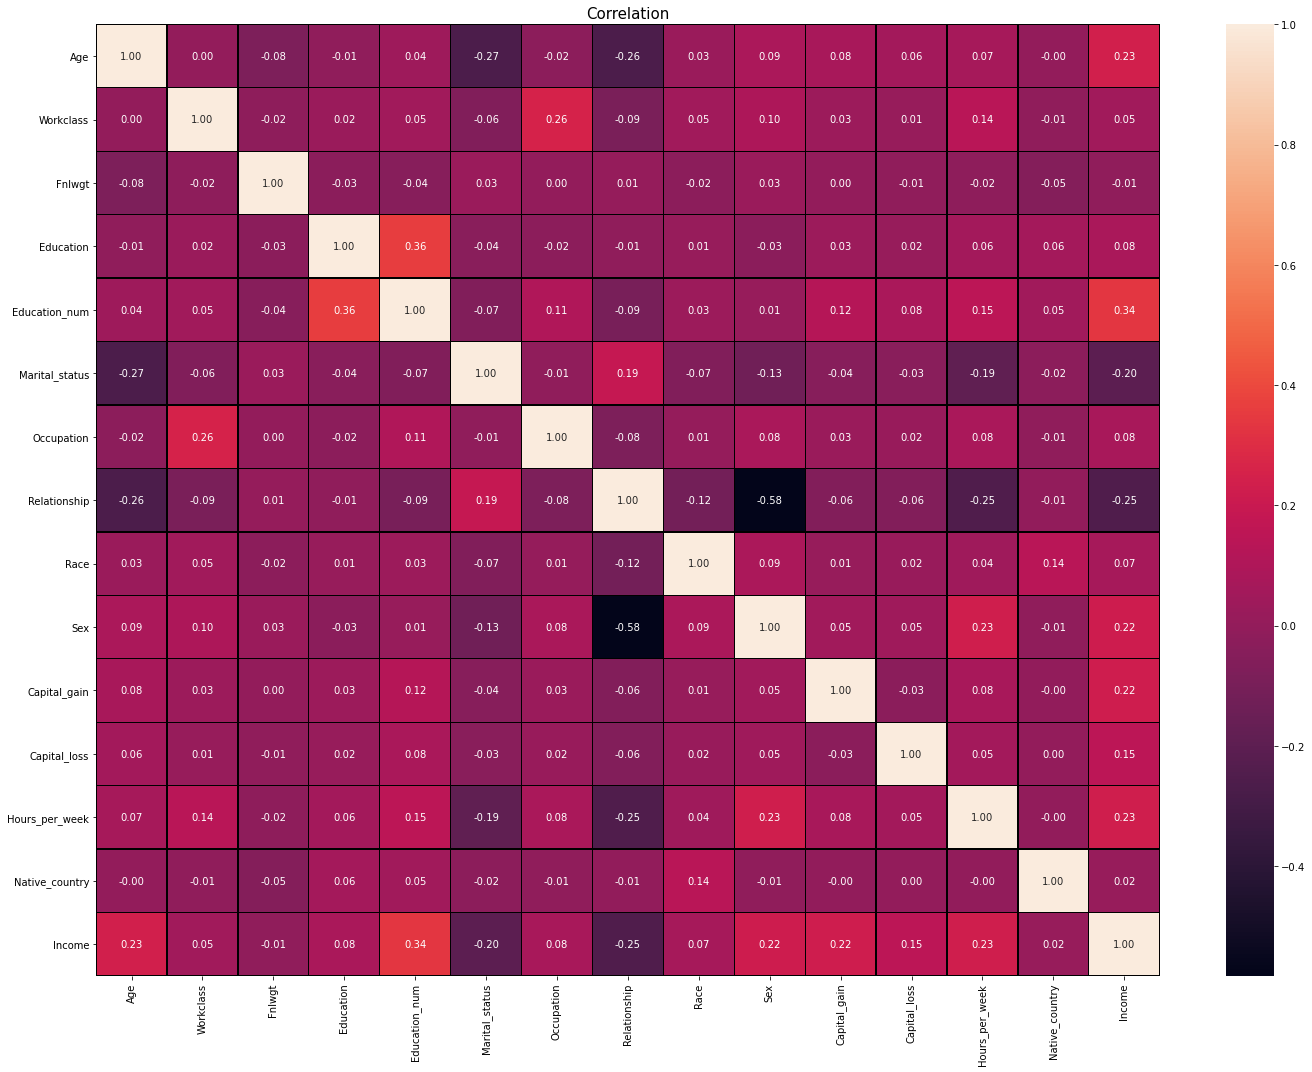 Correlation
Age 1.00 0.00 -0.08 -0.01 0.04 -0.27 -0.02 -0.26 0.03 0.09 0.08 0.06 0.07 -0.00 0.23
Workclass 0.00 1.00 -0.02 0.02 0.05 -0.06 0.26 -0.09 0.05 0.10 0.03 0.01 0.14 -0.01 0.05
Fnlwgt -0.08 -0.02 1.00 -0.03 -0.04 0.03 0.00 0.01 -0.02 0.03 0.00 -0.01 -0.02 -0.05 -0.01
Education -0.01 0.02 -0.03 1.00 0.36 -0.04 -0.02 -0.01 0.01 -0.03 0.03 0.02 0.06 0.06 0.08
Education_num 0.04 0.05 -0.04 0.36 1.00 -0.07 0.11 -0.09 0.03 0.01 0.12 0.08 0.15 0.05 0.34
Marital_status -0.27 -0.06 0.03 -0.04 -0.07 1.00 -0.01 0.19 -0.07 -0.13 -0.04 -0.03 -0.19 -0.02 -0.20
Occupation -0.02 0.26 0.00 -0.02 0.11 -0.01 1.00 -0.08 0.01 0.08 0.03 0.02 0.08 -0.01 0.08
Relationship -0.26 -0.09 0.01 -0.01 -0.09 0.19 -0.08 1.00 -0.12 -0.58 -0.06 -0.06 -0.25 -0.01 -0.25
Race 0.03 0.05 -0.02 0.01 0.03 -0.07 0.01 -0.12 1.00 0.09 0.01 0.02 0.04 0.14 0.07
Sex 0.09 0.10 0.03 -0.03 0.01 -0.13 0.08 -0.58 0.09 1.00 0.05 0.05 0.23 -0.01 0.22
Capital_gain 0.08 0.03 0.00 0.03 0.12 -0.04 0.03 -0.06 0.01 0.05 1.00 -0.03 0.08 -0.00 0.22
Capital_loss 0.06 0.01 -0.01 0.02 0.08 -0.03 0.02 -0.06 0.02 0.05 -0.03 1.00 0.05 0.00 0.15
Hours_per_week 0.07 0.14 -0.02 0.06 0.15 -0.19 0.08 -0.25 0.04 0.23 0.08 0.05 1.00 -0.00 0.23
Native_country -0.00 -0.01 -0.05 0.06 0.05 -0.02 -0.01 -0.01 0.14 -0.01 -0.00 0.00 -0.00 1.00 0.02
Income 0.23 0.05 -0.01 0.08 0.34 -0.20 0.08 -0.25 0.07 0.22 0.22 0.15 0.23 0.02 1.00
Age
Workclass
Fnlwgt
Education
Education_num
Marital_status
Occupation
Relationship
Race
Sex
Capital_gain
Capital_loss
Hours_per_week
Native_country
Income
1.0
0.8
0.6
0.4
0.2
0.0
−0.2
−0.4